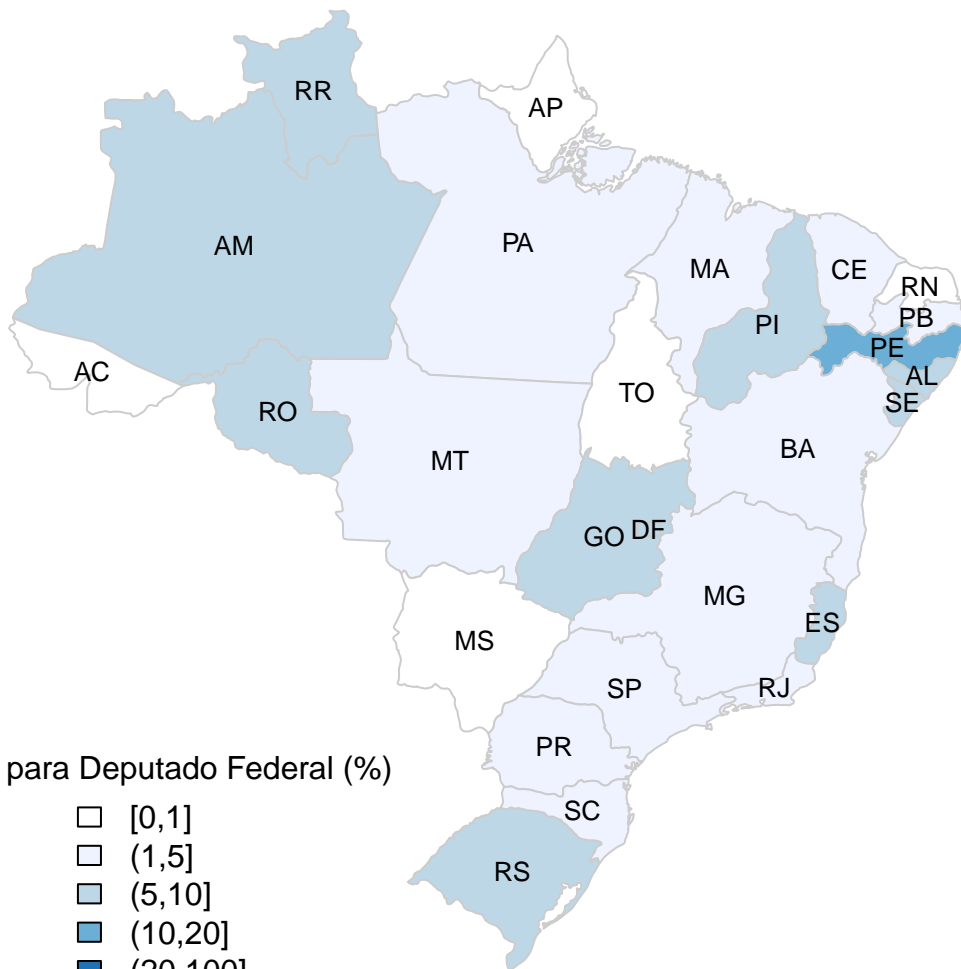 RR
AP
AM
PA
MA
CE
RN
PB
PI
PE
AC
AL
TO
SE
RO
BA
MT
GO
DF
MG
ES
MS
SP
RJ
PR
para Deputado Federal (%)
SC
[0,1]
(1,5]
RS
(5,10]
(10,20]
(20,100]